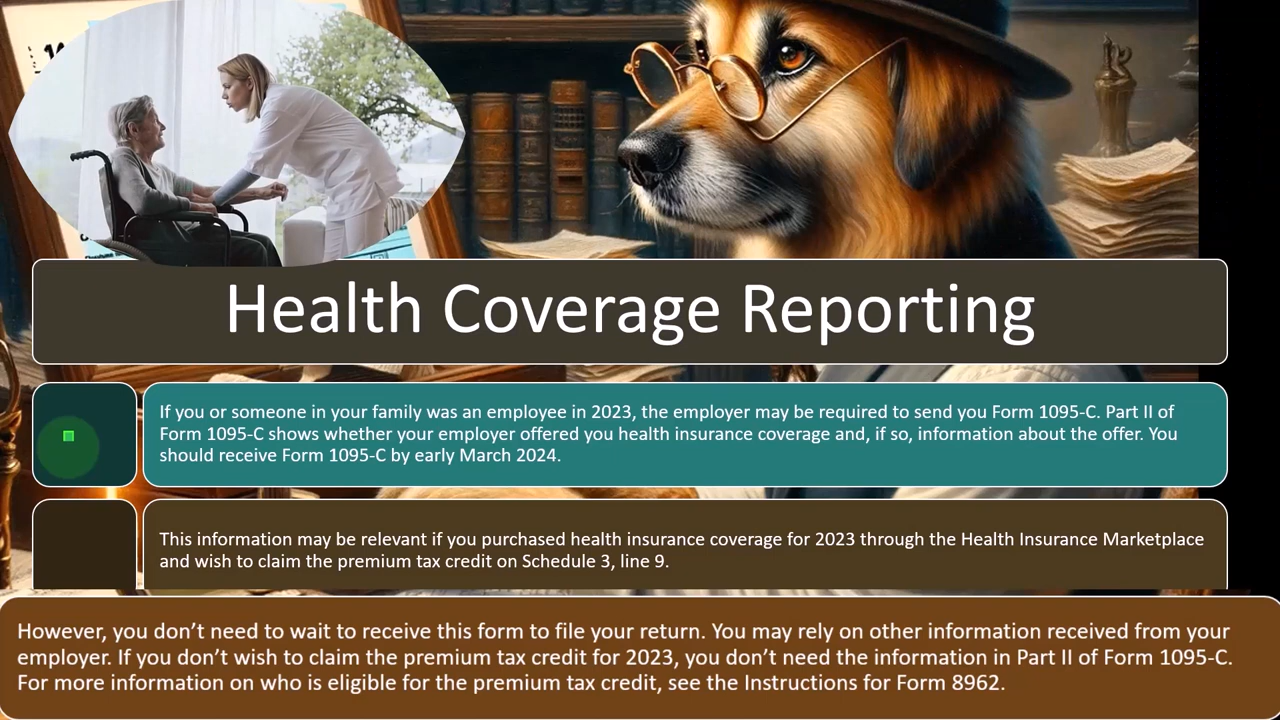 Health Coverage Reporting
If you or someone in your family was an employee in 2023, the employer may be required to send you Form 1095-C. Part II of
Form 1095-C shows whether your employer offered you health insurance coverage and, if so, information about the offer. You
should receive Form 1095-C by early March 2024.
This information may be relevant if you purchased health insurance coverage for 2023 through the Health Insurance Marketplace
and wish to claim the premium tax credit on Schedule 3, line 9.
However, you don’t need to wait to receive this form to file your return. You may rely on other information received from your
employer. If you don’t wish to claim the premium tax credit for 2023, you don’t need the information in Part II of Form 1095-C.
For more information on who is eligible for the premium tax credit, see the Instructions for Form 8962.